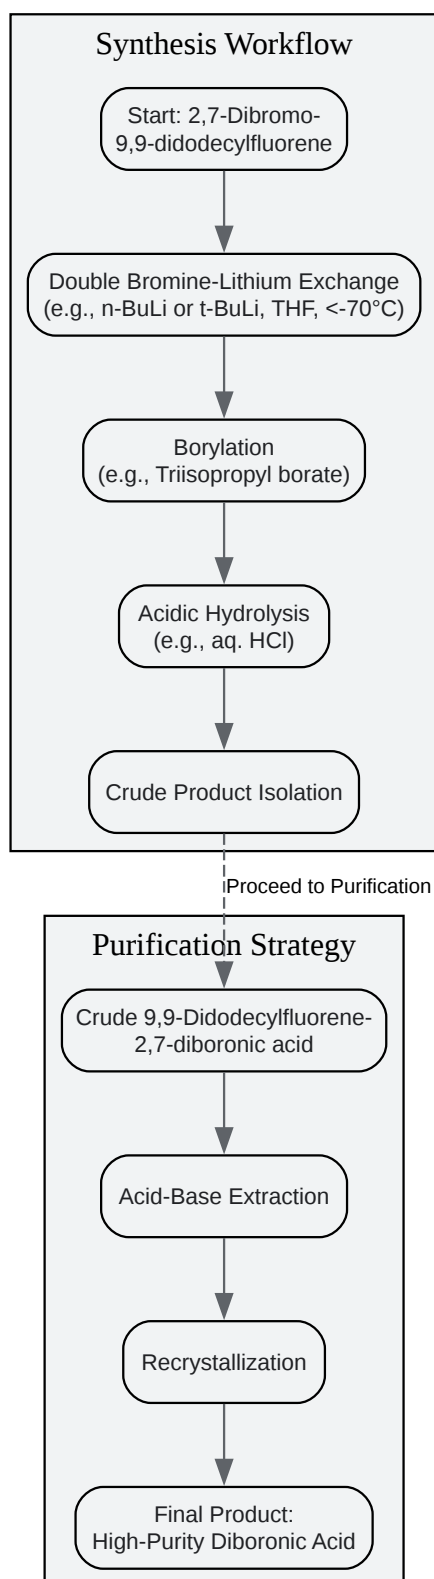 Synthesis Workflow
Start: 2,7-Dibromo-
9,9-didodecylfluorene
Double Bromine-Lithium Exchange
(e.g., n-BuLi or t-BuLi, THF, <-70°C)
Borylation
(e.g., Triisopropyl borate)
Acidic Hydrolysis
(e.g., aq. HCl)
Crude Product Isolation
Proceed to Purification
Purification Strategy
Crude 9,9-Didodecylfluorene-
2,7-diboronic acid
Acid-Base Extraction
Recrystallization
Final Product:
High-Purity Diboronic Acid